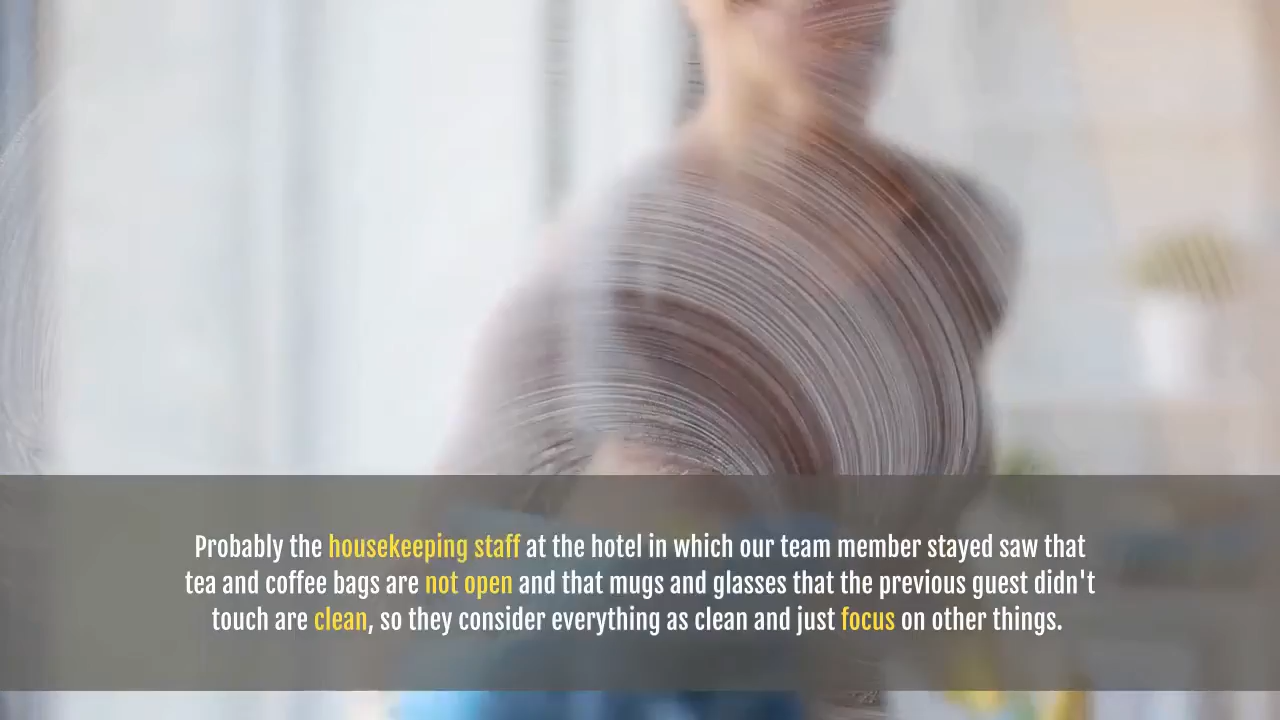 Probably the housekeeping staff at the hotel in which our team member stayed saw that
tea and coffee bags are not open and that mugs and glasses that the previous guest didn't
touch are clean, so they consider everything as clean and just focus on other things.